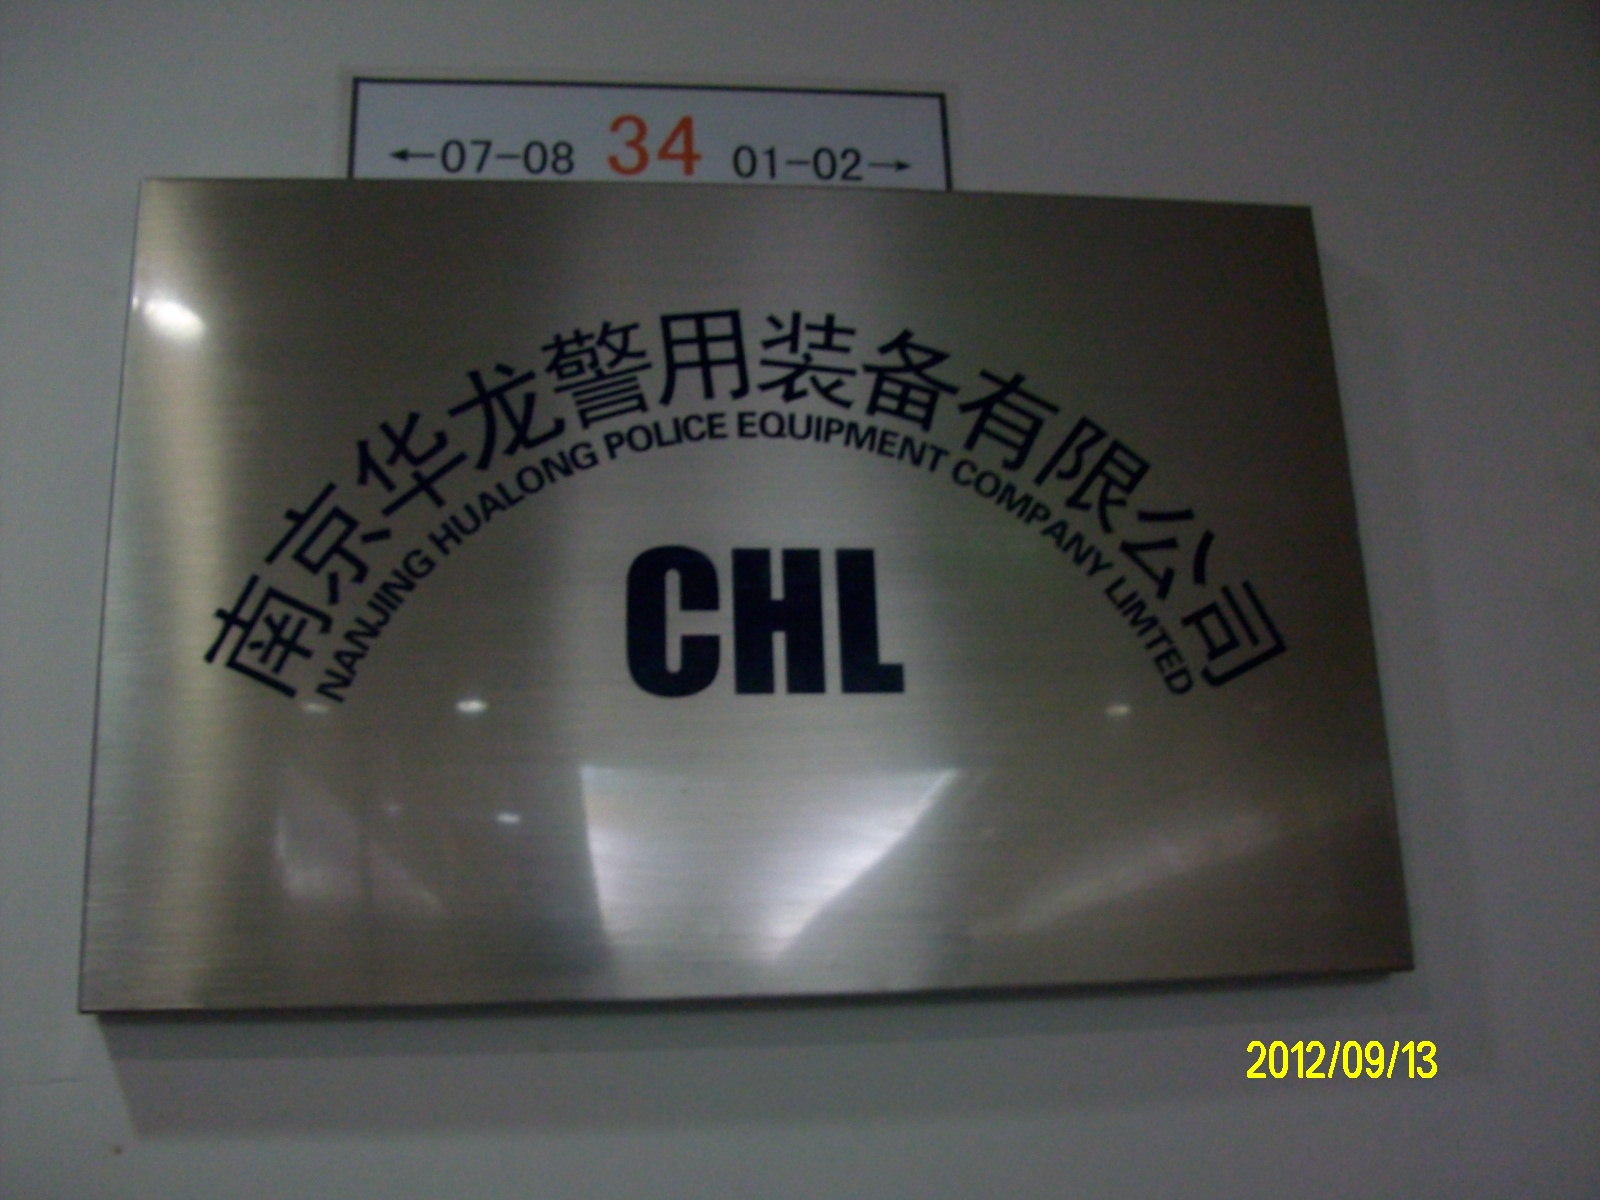 ←07-08 34 01-02→
南京华龙警用装备有限公司
NANJING HUALONG POLICE EQUIPMENT COMPANY LIMTED
CHL
2012/09/13